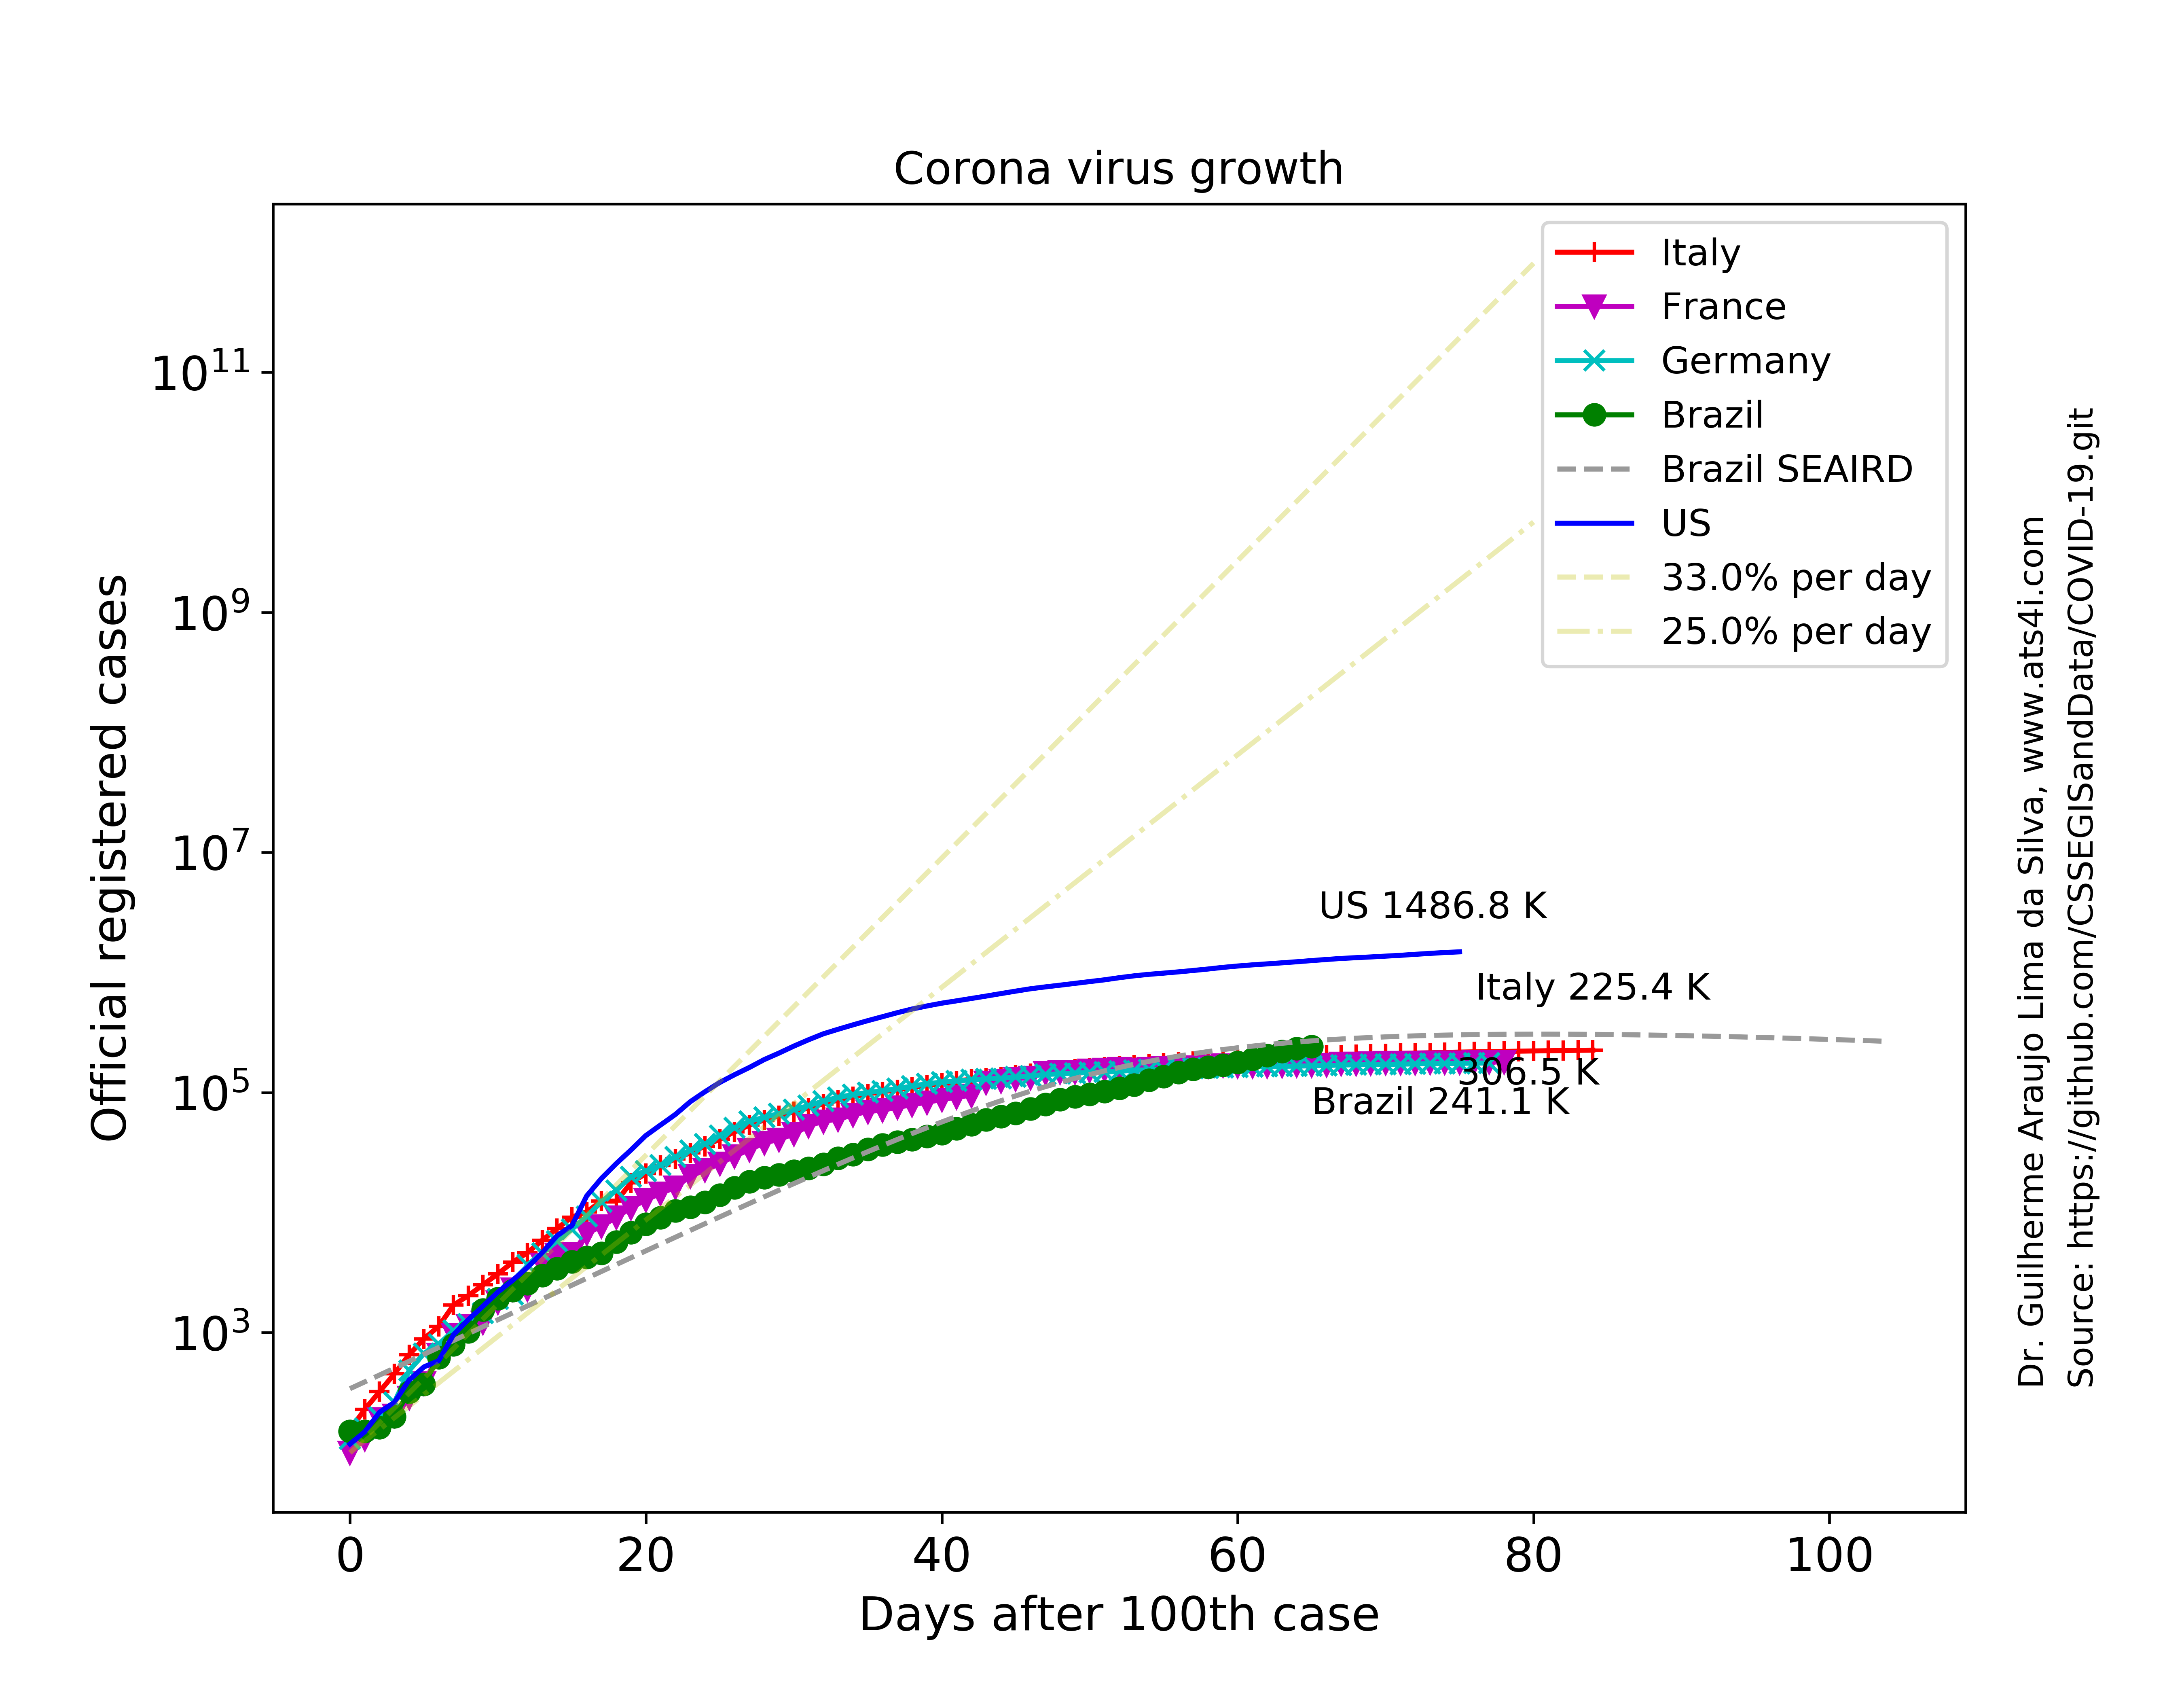 Corona virus growth
Official registered cases
10¹¹
10⁹
10⁷
10⁵
10³
0 20 40 60 80 100
Days after 100th case
Italy
France
Germany
Brazil
Brazil SEAIRD
US
33.0% per day
25.0% per day
US 1486.8 K
Italy 225.4 K
306.5 K
Brazil 241.1 K
Dr. Guilherme Araujo Lima da Silva, www.ats4i.com
Source: https://github.com/CSSEGISandData/COVID-19.git